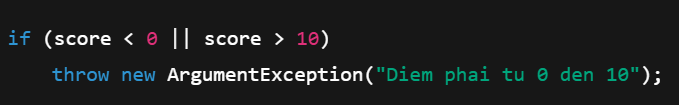 if (score < 0 || score > 10)
    throw new ArgumentException("Diem phai tu 0 den 10");